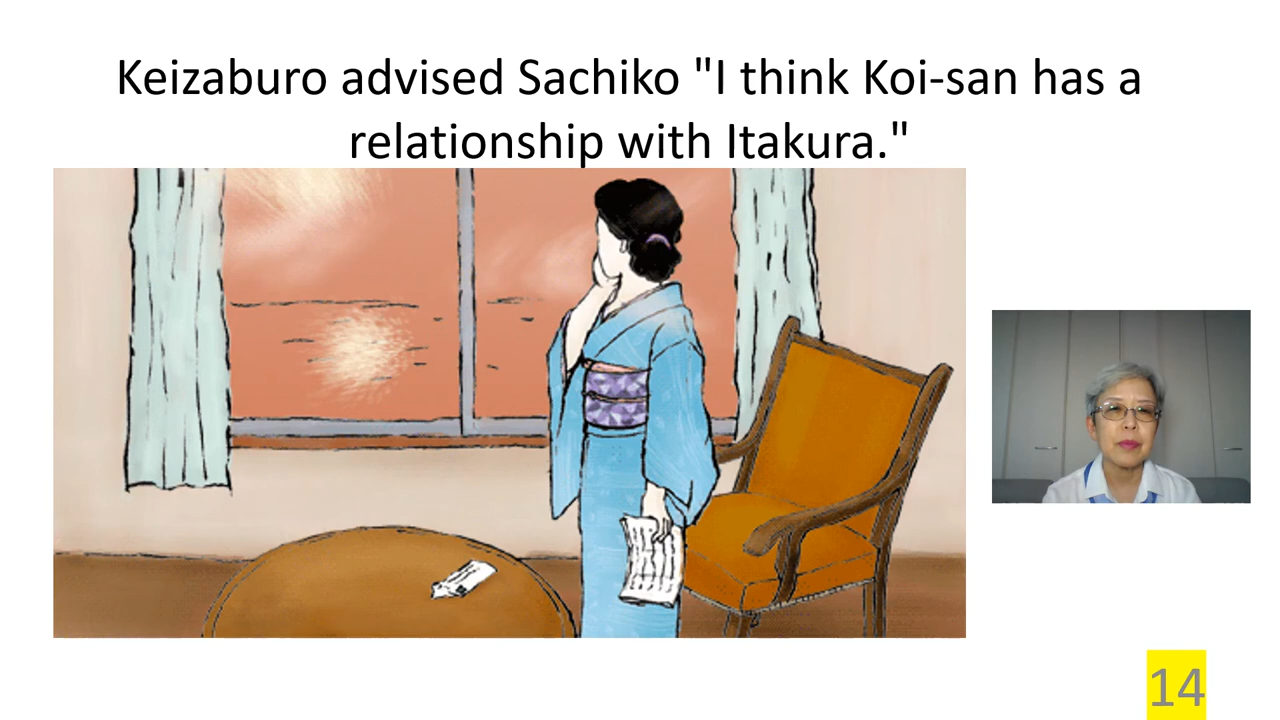 Keizaburo advised Sachiko "I think Koi-san has a
relationship with Itakura."
14